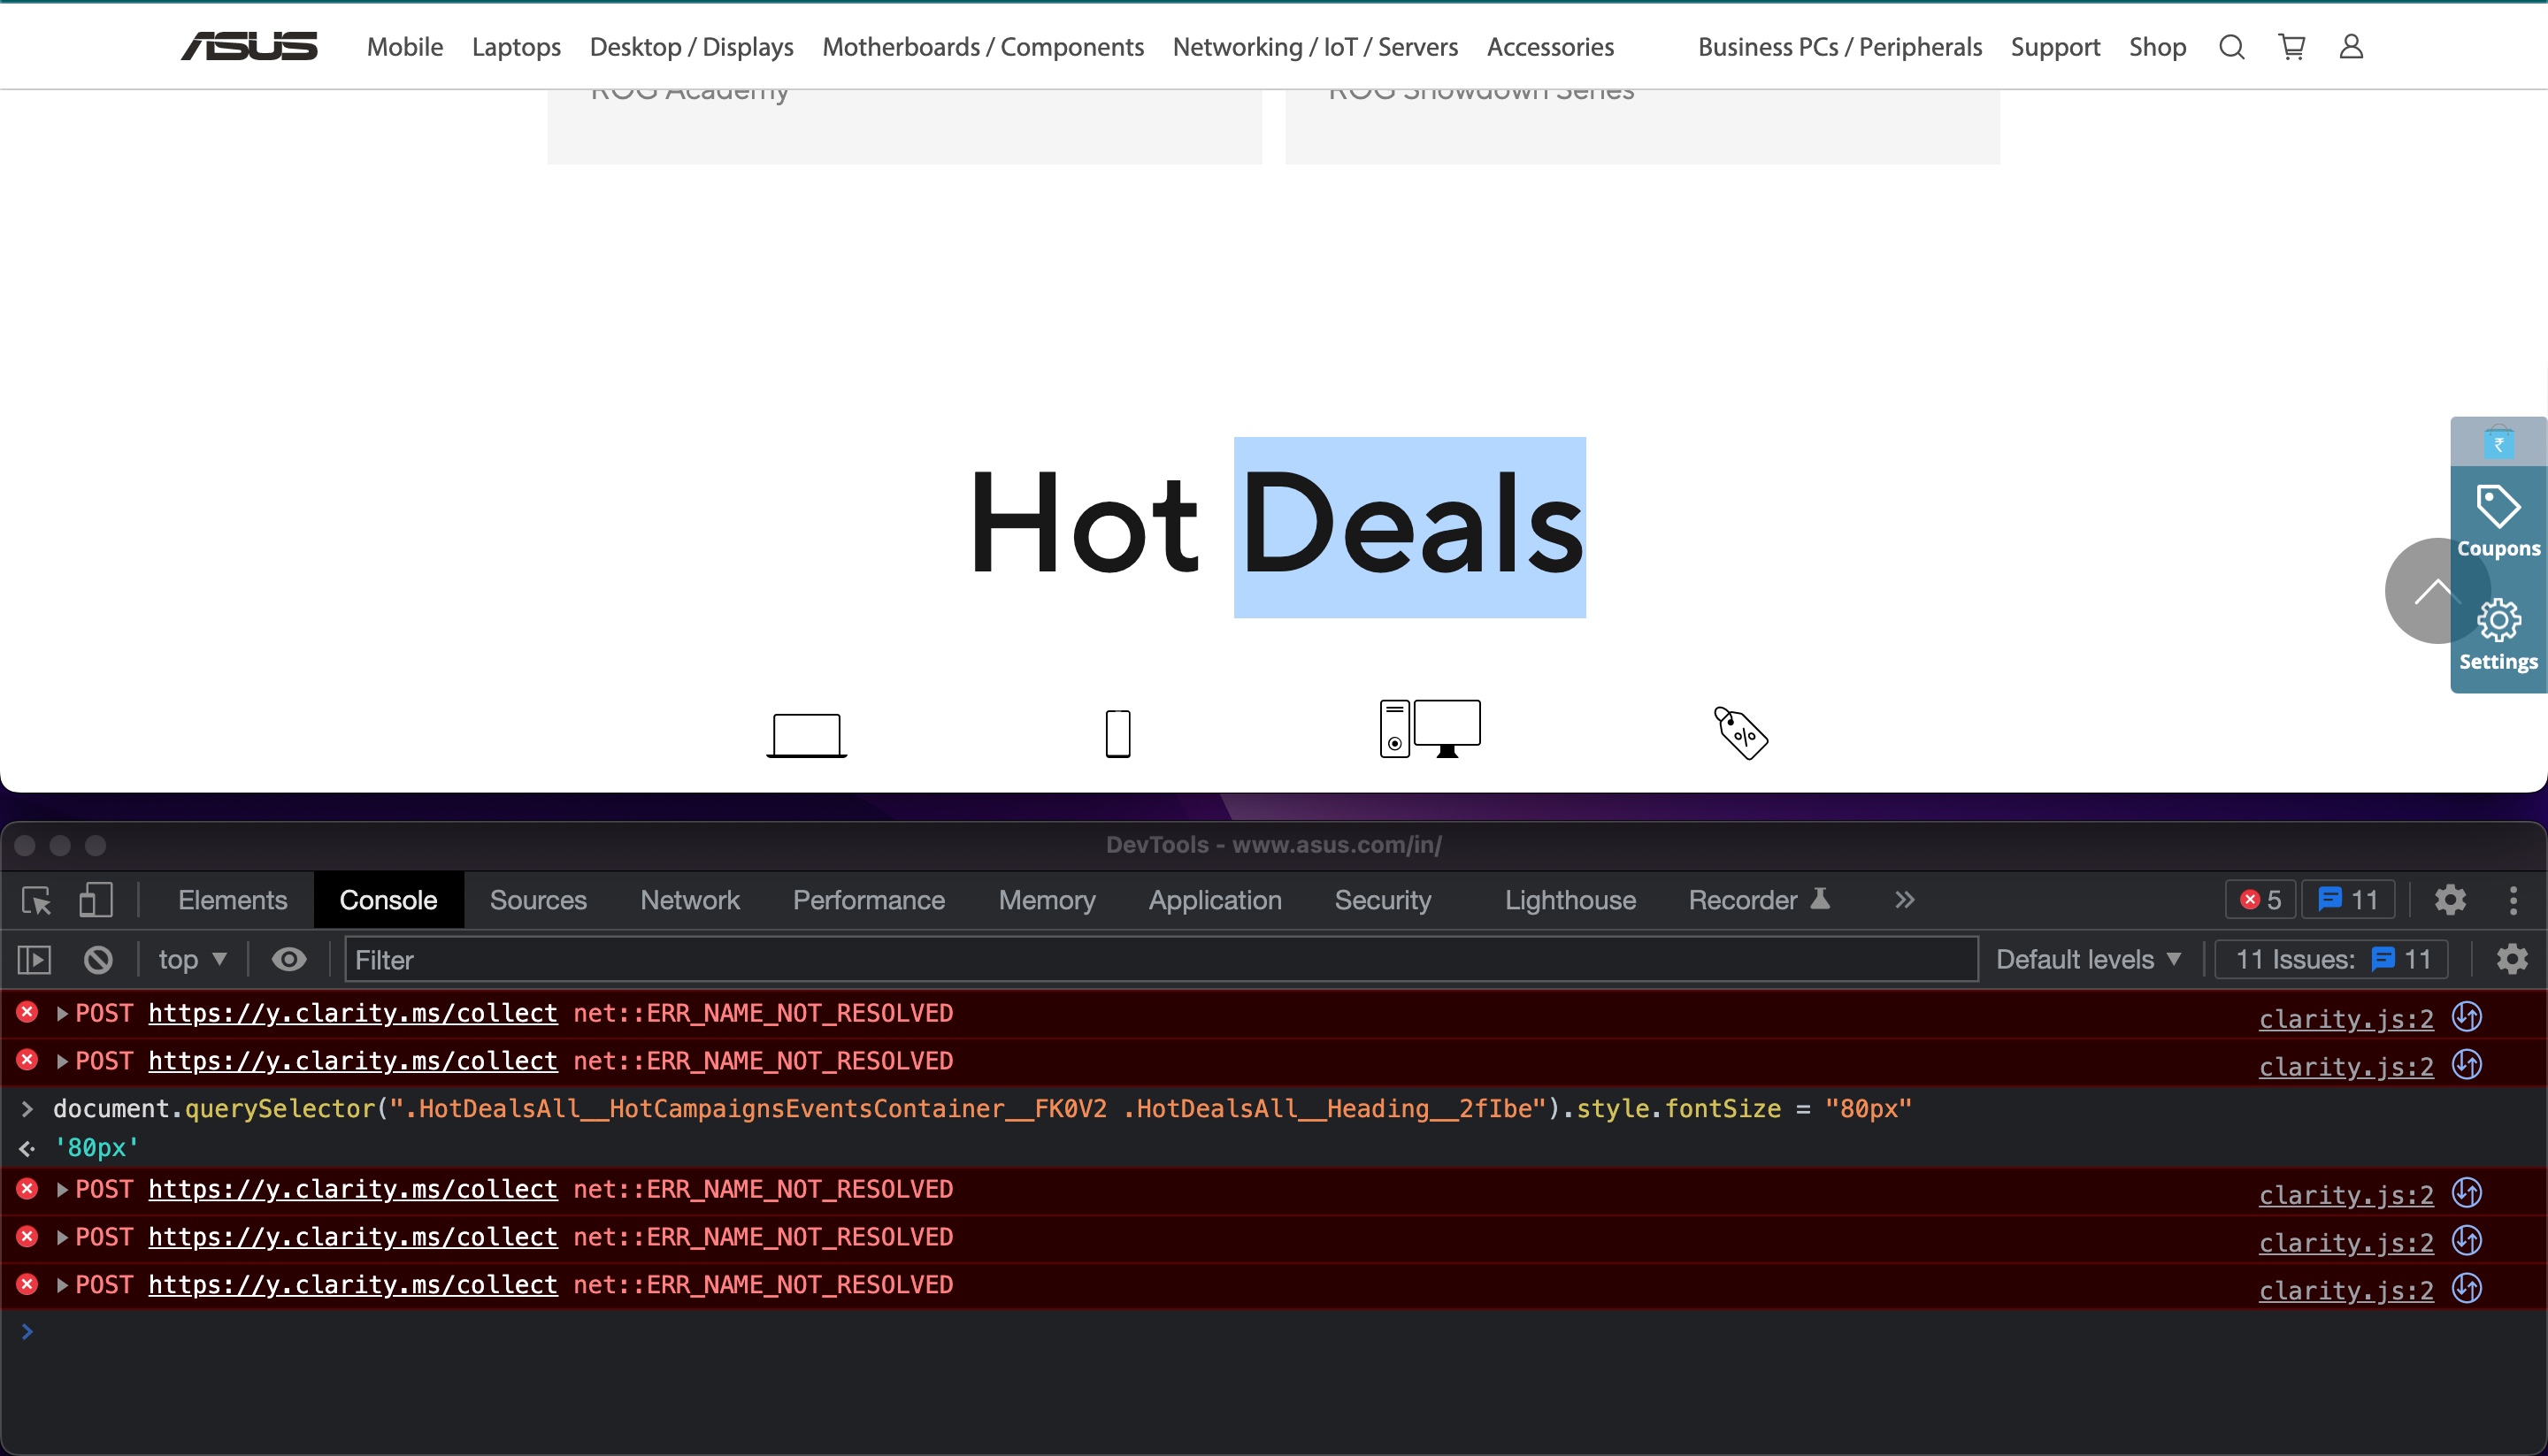 ASUS Mobile Laptops Desktop / Displays Motherboards / Components Networking / IoT / Servers Accessories Business PCs / Peripherals Support Shop
ROG Academy ROG Showdown Series
Hot Deals
₹
Coupons
Settings
%
DevTools - www.asus.com/in/
Elements Console Sources Network Performance Memory Application Security Lighthouse Recorder » 5 11
top Filter Default levels 11 Issues: 11
POST https://y.clarity.ms/collect net::ERR_NAME_NOT_RESOLVED clarity.js:2
POST https://y.clarity.ms/collect net::ERR_NAME_NOT_RESOLVED clarity.js:2
> document.querySelector(".HotDealsAll__HotCampaignsEventsContainer__FK0V2 .HotDealsAll__Heading__2fIbe").style.fontSize = "80px"
'80px'
POST https://y.clarity.ms/collect net::ERR_NAME_NOT_RESOLVED clarity.js:2
POST https://y.clarity.ms/collect net::ERR_NAME_NOT_RESOLVED clarity.js:2
POST https://y.clarity.ms/collect net::ERR_NAME_NOT_RESOLVED clarity.js:2
>